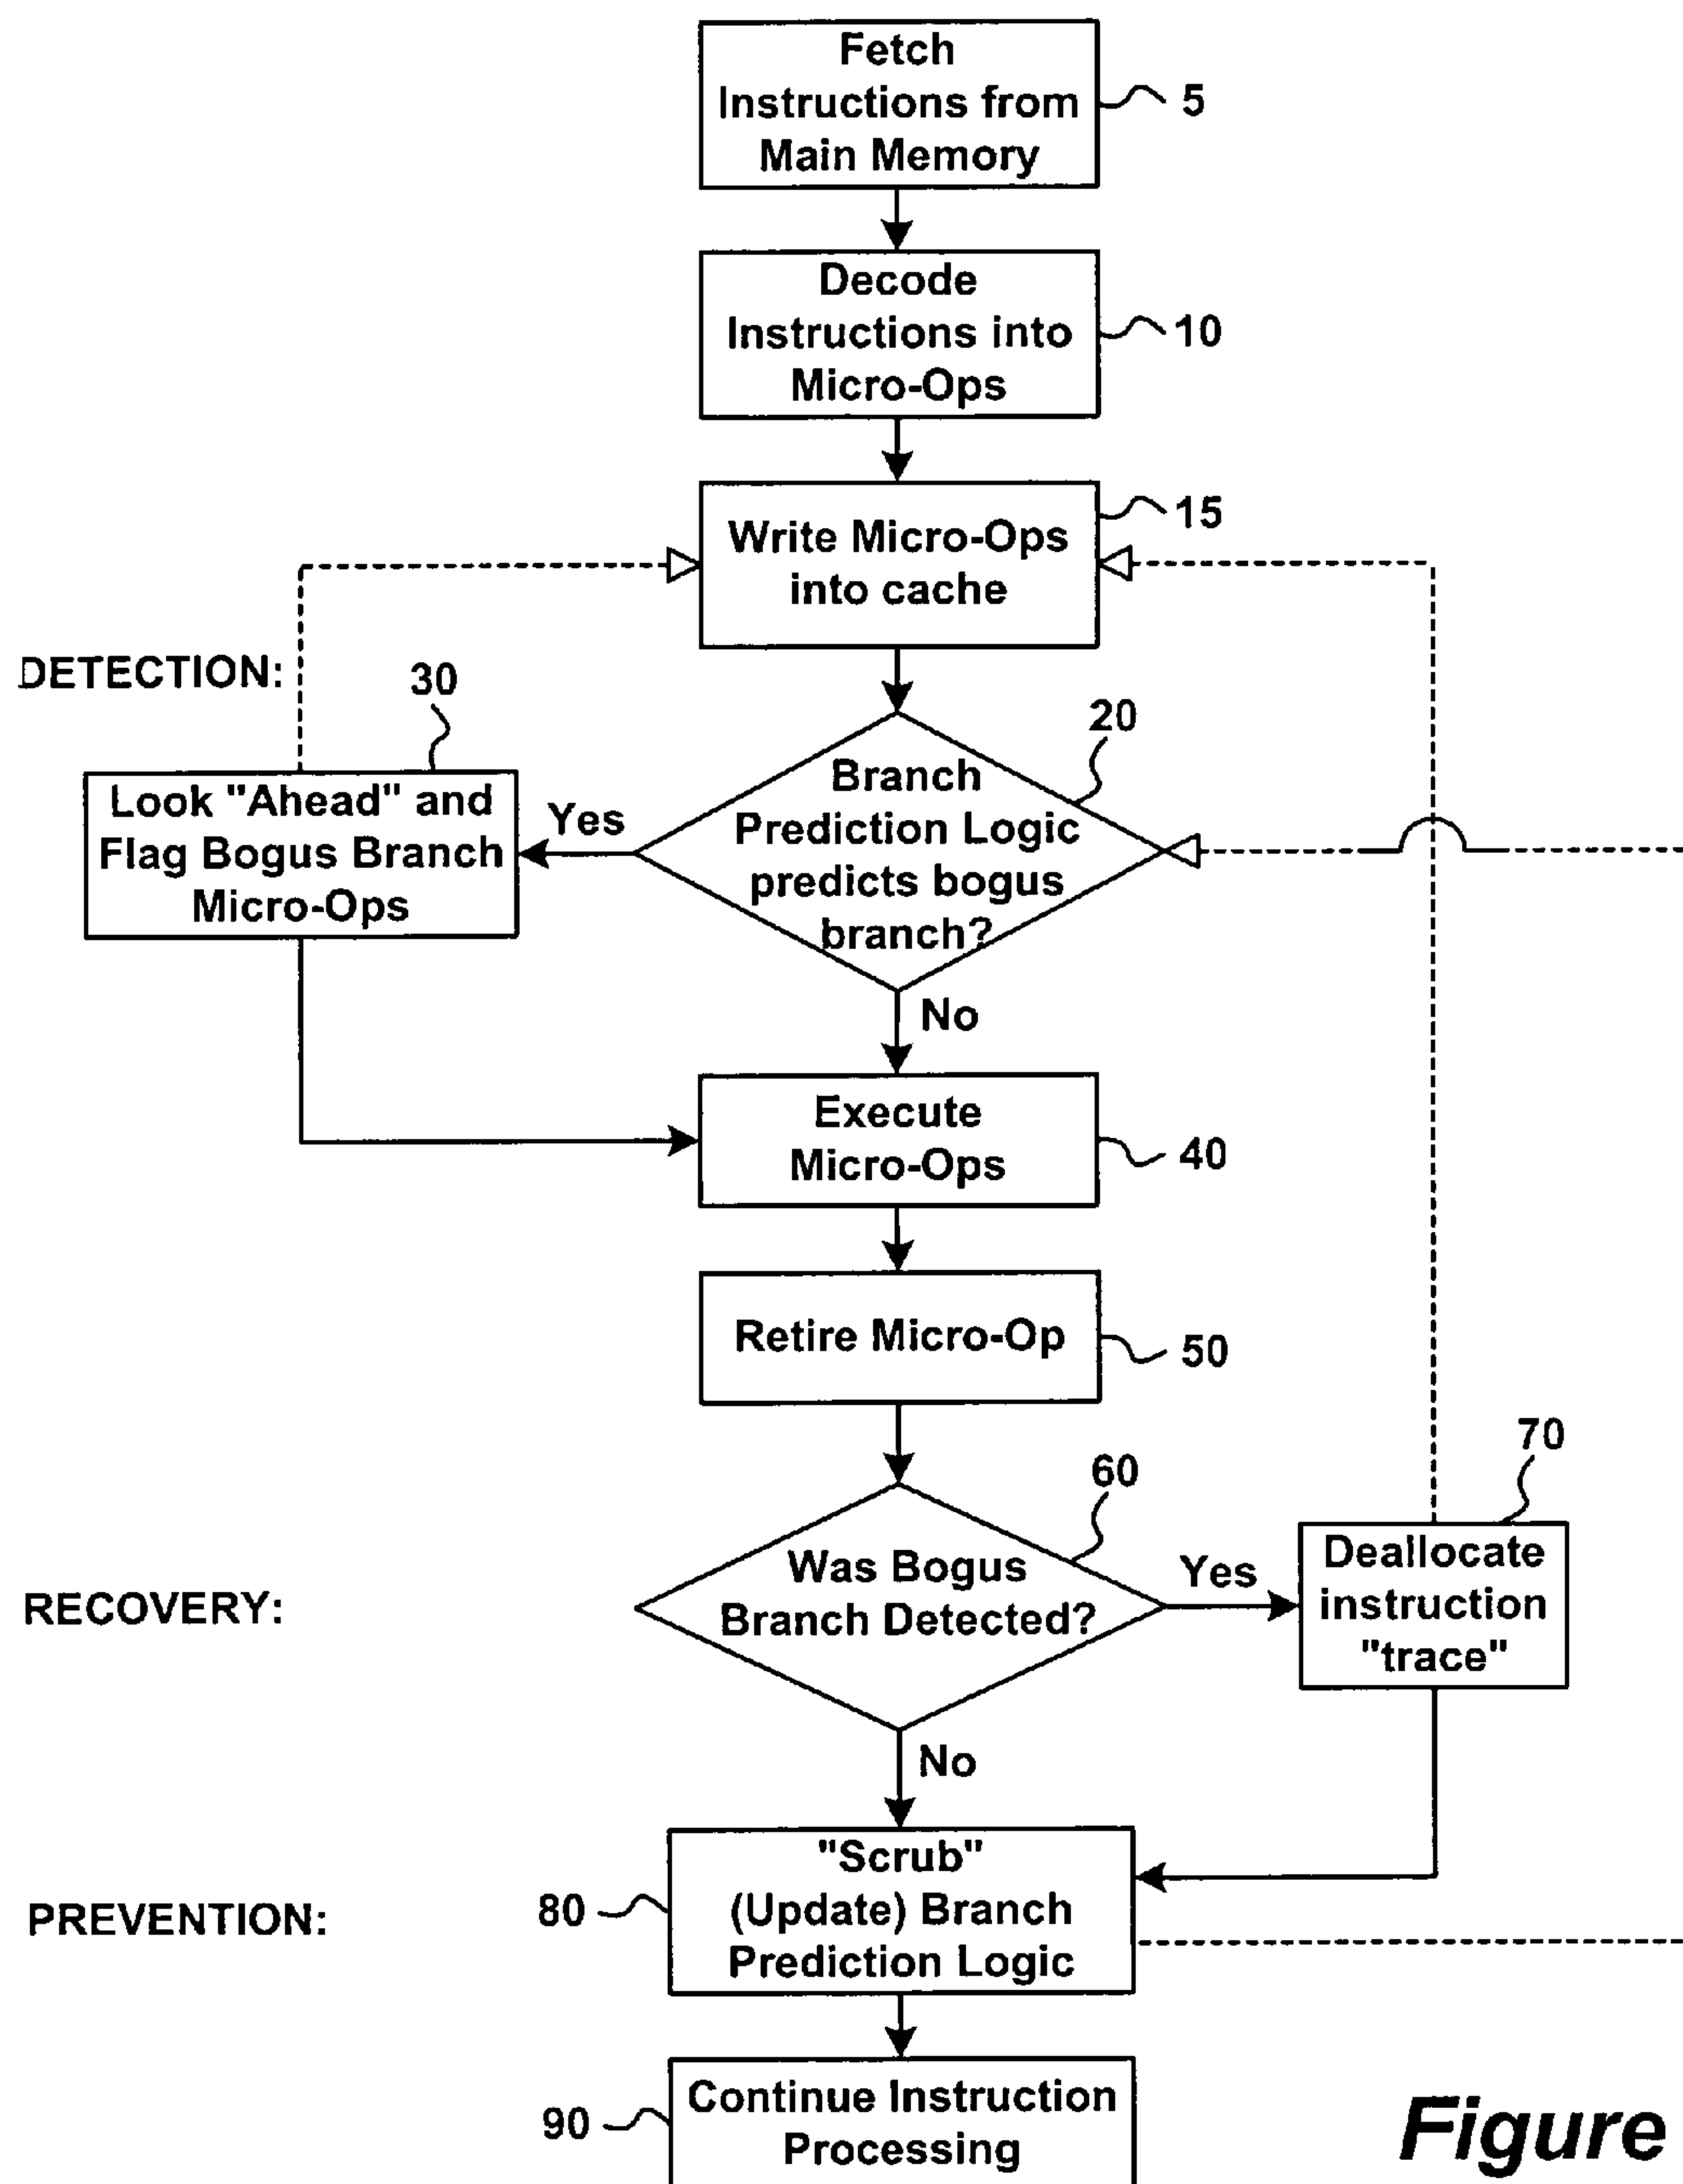 Fetch
Instructions from
Main Memory
5
Decode
Instructions into
Micro-Ops
10
Write Micro-Ops
into cache
15
DETECTION:
30
Look "Ahead" and
Flag Bogus Branch
Micro-Ops
Yes
20
Branch
Prediction Logic
predicts bogus
branch?
No
Execute
Micro-Ops
40
Retire Micro-Op
50
RECOVERY:
60
Was Bogus
Branch Detected?
Yes
70
Deallocate
instruction
"trace"
No
PREVENTION:
80
"Scrub"
(Update) Branch
Prediction Logic
90
Continue Instruction
Processing
Figure